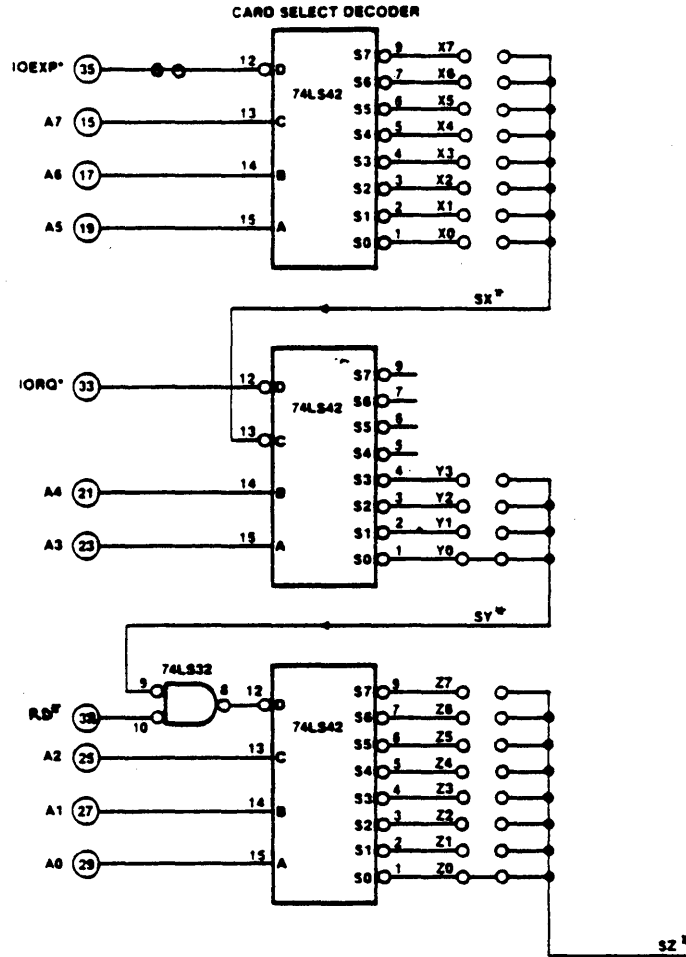 CARD SELECT DECODER
IOEXP* 35 12 D 74LS42 S7 9 X7
S6 7 X6
A7 15 13 C S5 6 X5
S4 5 X4
A6 17 14 B S3 4 X3
S2 3 X2
A5 19 15 A S1 2 X1
S0 1 X0
SX*
IORQ* 33 12 D 74LS42 S7 9
S6 7
13 C S5 6
S4 5
A4 21 14 B S3 4 Y3
S2 3 Y2
A3 23 15 A S1 2 Y1
S0 1 Y0
SY*
74LS32
9 8 12 D 74LS42 S7 9 Z7
RD* 10 S6 7 Z6
A2 25 13 C S5 6 Z5
S4 5 Z4
A1 27 14 B S3 4 Z3
S2 3 Z2
A0 29 15 A S1 2 Z1
S0 1 Z0
SZ*